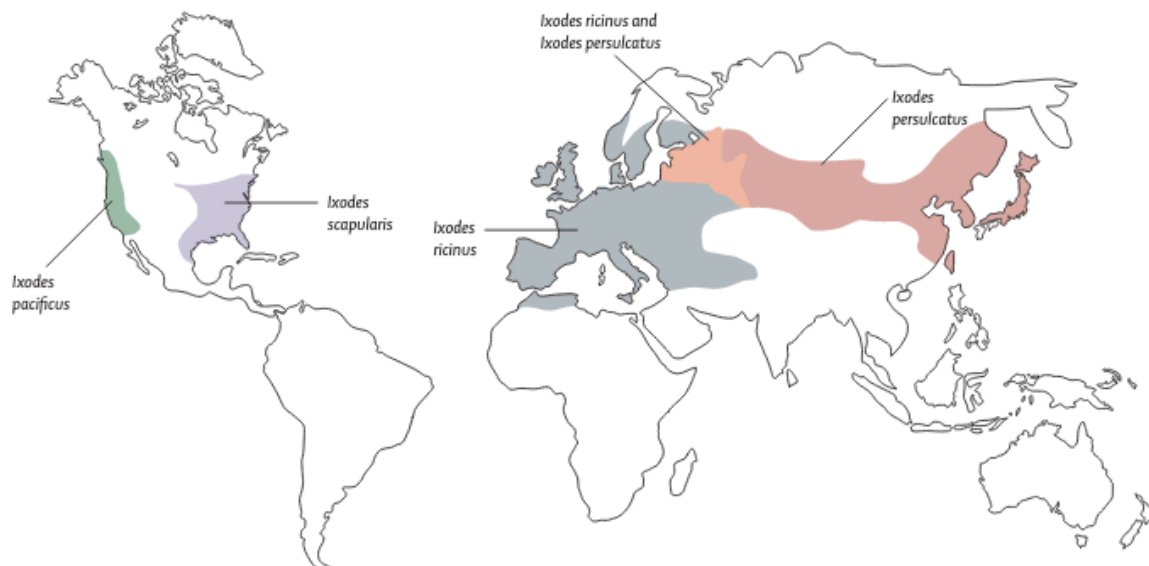 Ixodes ricinus and
Ixodes persulcatus
Ixodes
persulcatus
Ixodes
scapularis
Ixodes
ricinus
Ixodes
pacificus